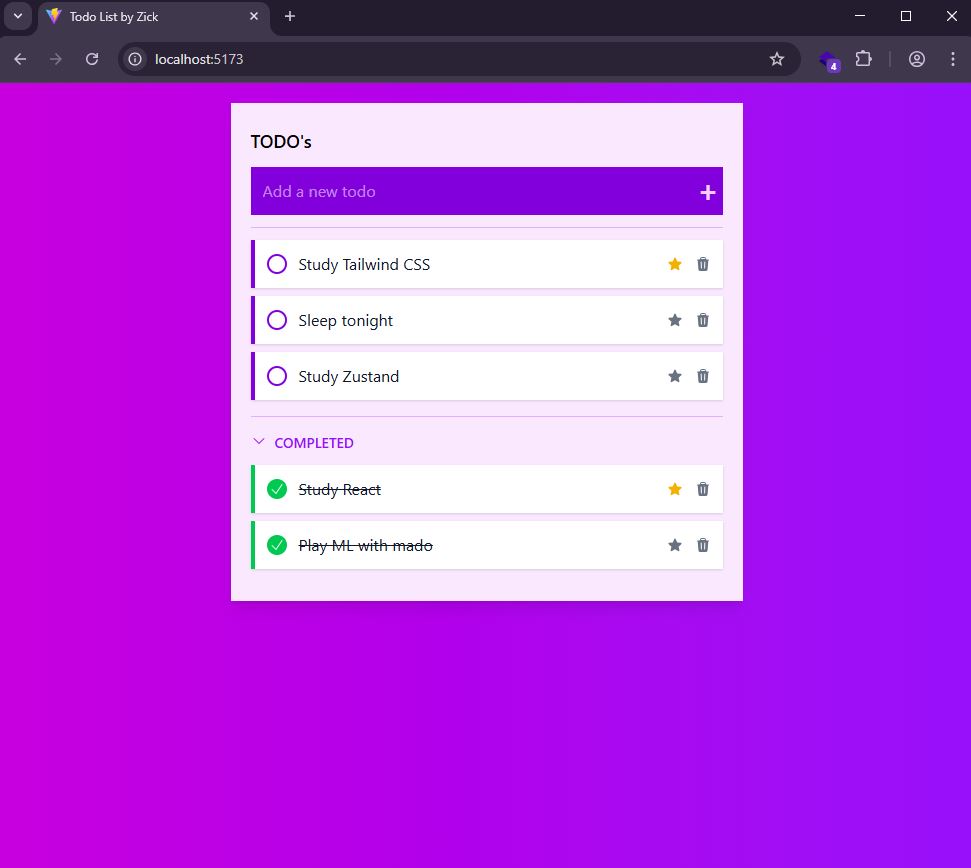 Todo List by Zick
localhost:5173
4
TODO's
Add a new todo
Study Tailwind CSS
Sleep tonight
Study Zustand
COMPLETED
Study React
Play ML with mado